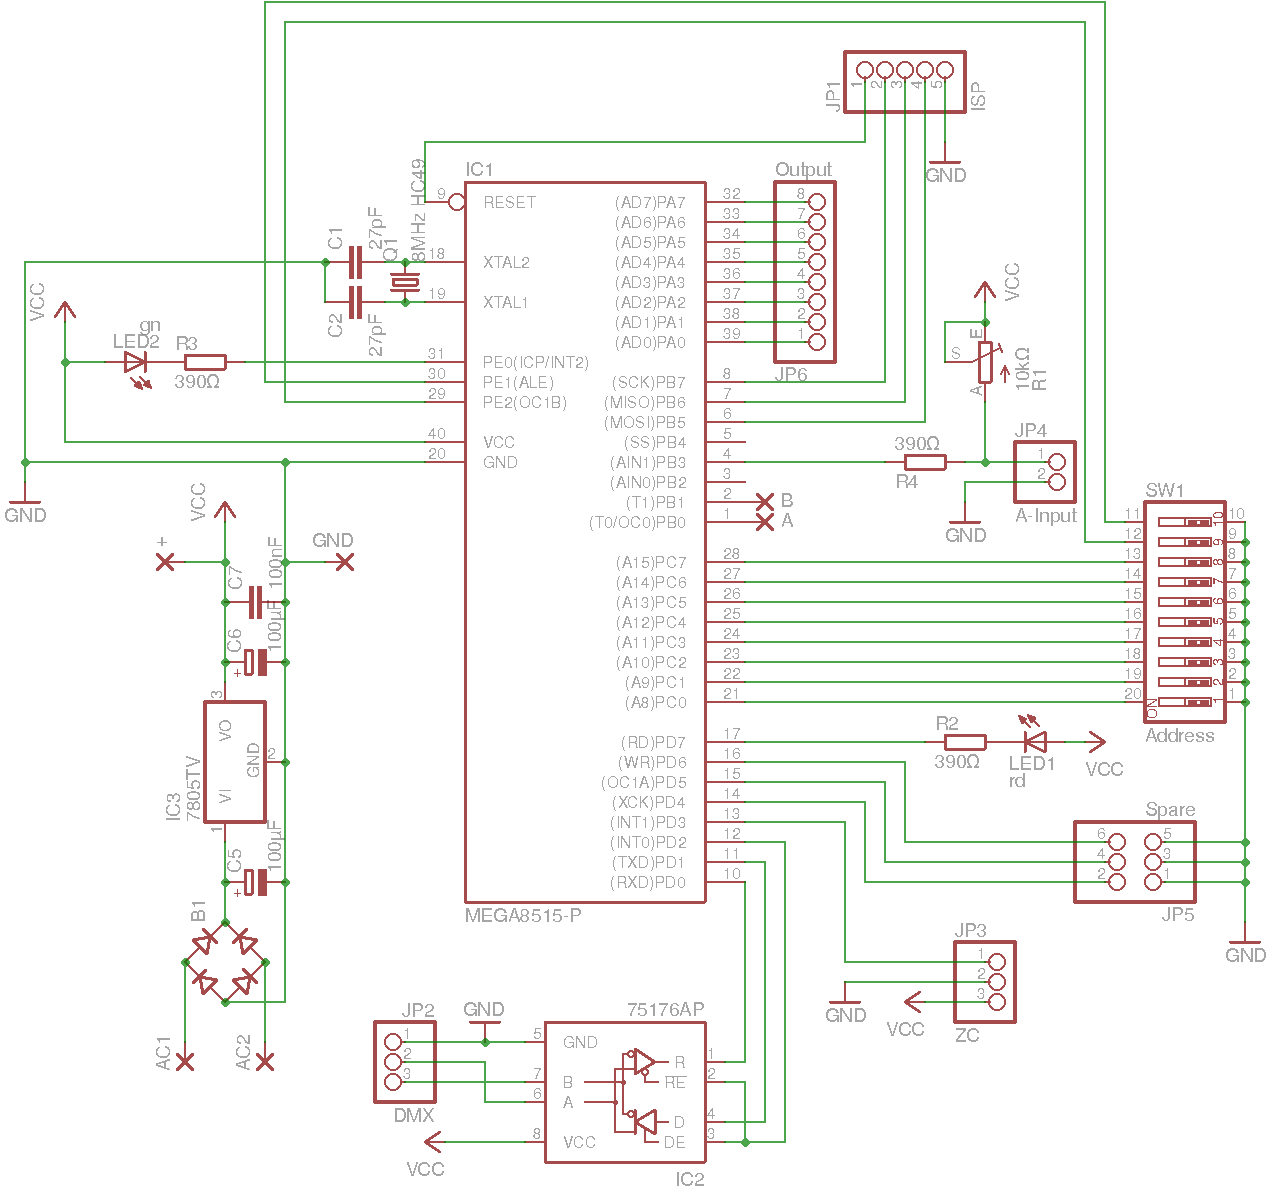 JP1
1 2 3 4 5
ISP
GND
IC1
MEGA8515-P
9 RESET
18 XTAL2
19 XTAL1
31 PE0(ICP/INT2)
30 PE1(ALE)
29 PE2(OC1B)
40 VCC
20 GND
(AD7)PA7 32
(AD6)PA6 33
(AD5)PA5 34
(AD4)PA4 35
(AD3)PA3 36
(AD2)PA2 37
(AD1)PA1 38
(AD0)PA0 39
(SCK)PB7 8
(MISO)PB6 7
(MOSI)PB5 6
(SS)PB4 5
(AIN1)PB3 4
(AIN0)PB2 3
(T1)PB1 2 B
(T0/OC0)PB0 1 A
(A15)PC7 28
(A14)PC6 27
(A13)PC5 26
(A12)PC4 25
(A11)PC3 24
(A10)PC2 23
(A9)PC1 22
(A8)PC0 21
(RD)PD7 17
(WR)PD6 16
(OC1A)PD5 15
(XCK)PD4 14
(INT1)PD3 13
(INT0)PD2 12
(TXD)PD1 11
(RXD)PD0 10
Output
8
7
6
5
4
3
2
1
JP6
C1
27pF
Q1
8MHz HC49
C2
27pF
VCC
gn
LED2
R3
390Ω
GND
VCC
+
GND
C7
100nF
C6
100µF
+
3
VO
GND 2
VI
1
IC3
7805TV
C5
100µF
+
B1
AC1
AC2
VCC
E
S
A
10kΩ
R1
390Ω
R4
JP4
1
2
A-Input
GND
SW1
11 10 10
12 9 9
13 8 8
14 7 7
15 6 6
16 5 5
17 4 4
18 3 3
19 2 2
20 1 1
ON
Address
R2
390Ω
LED1
rd
VCC
Spare
6 5
4 3
2 1
JP5
GND
JP3
1
2
3
ZC
GND
VCC
JP2
1
2
3
DMX
GND
VCC
75176AP
5 GND
7 B
6 A
8 VCC
R 1
RE 2
D 4
DE 3
IC2